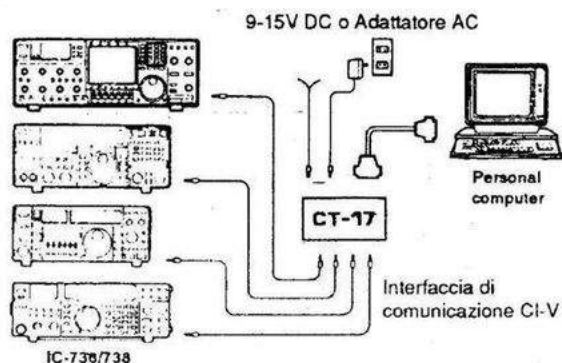 9-15V DC o Adattatore AC
Personal
computer
CT-17
Interfaccia di
comunicazione CI-V
IC-736/738